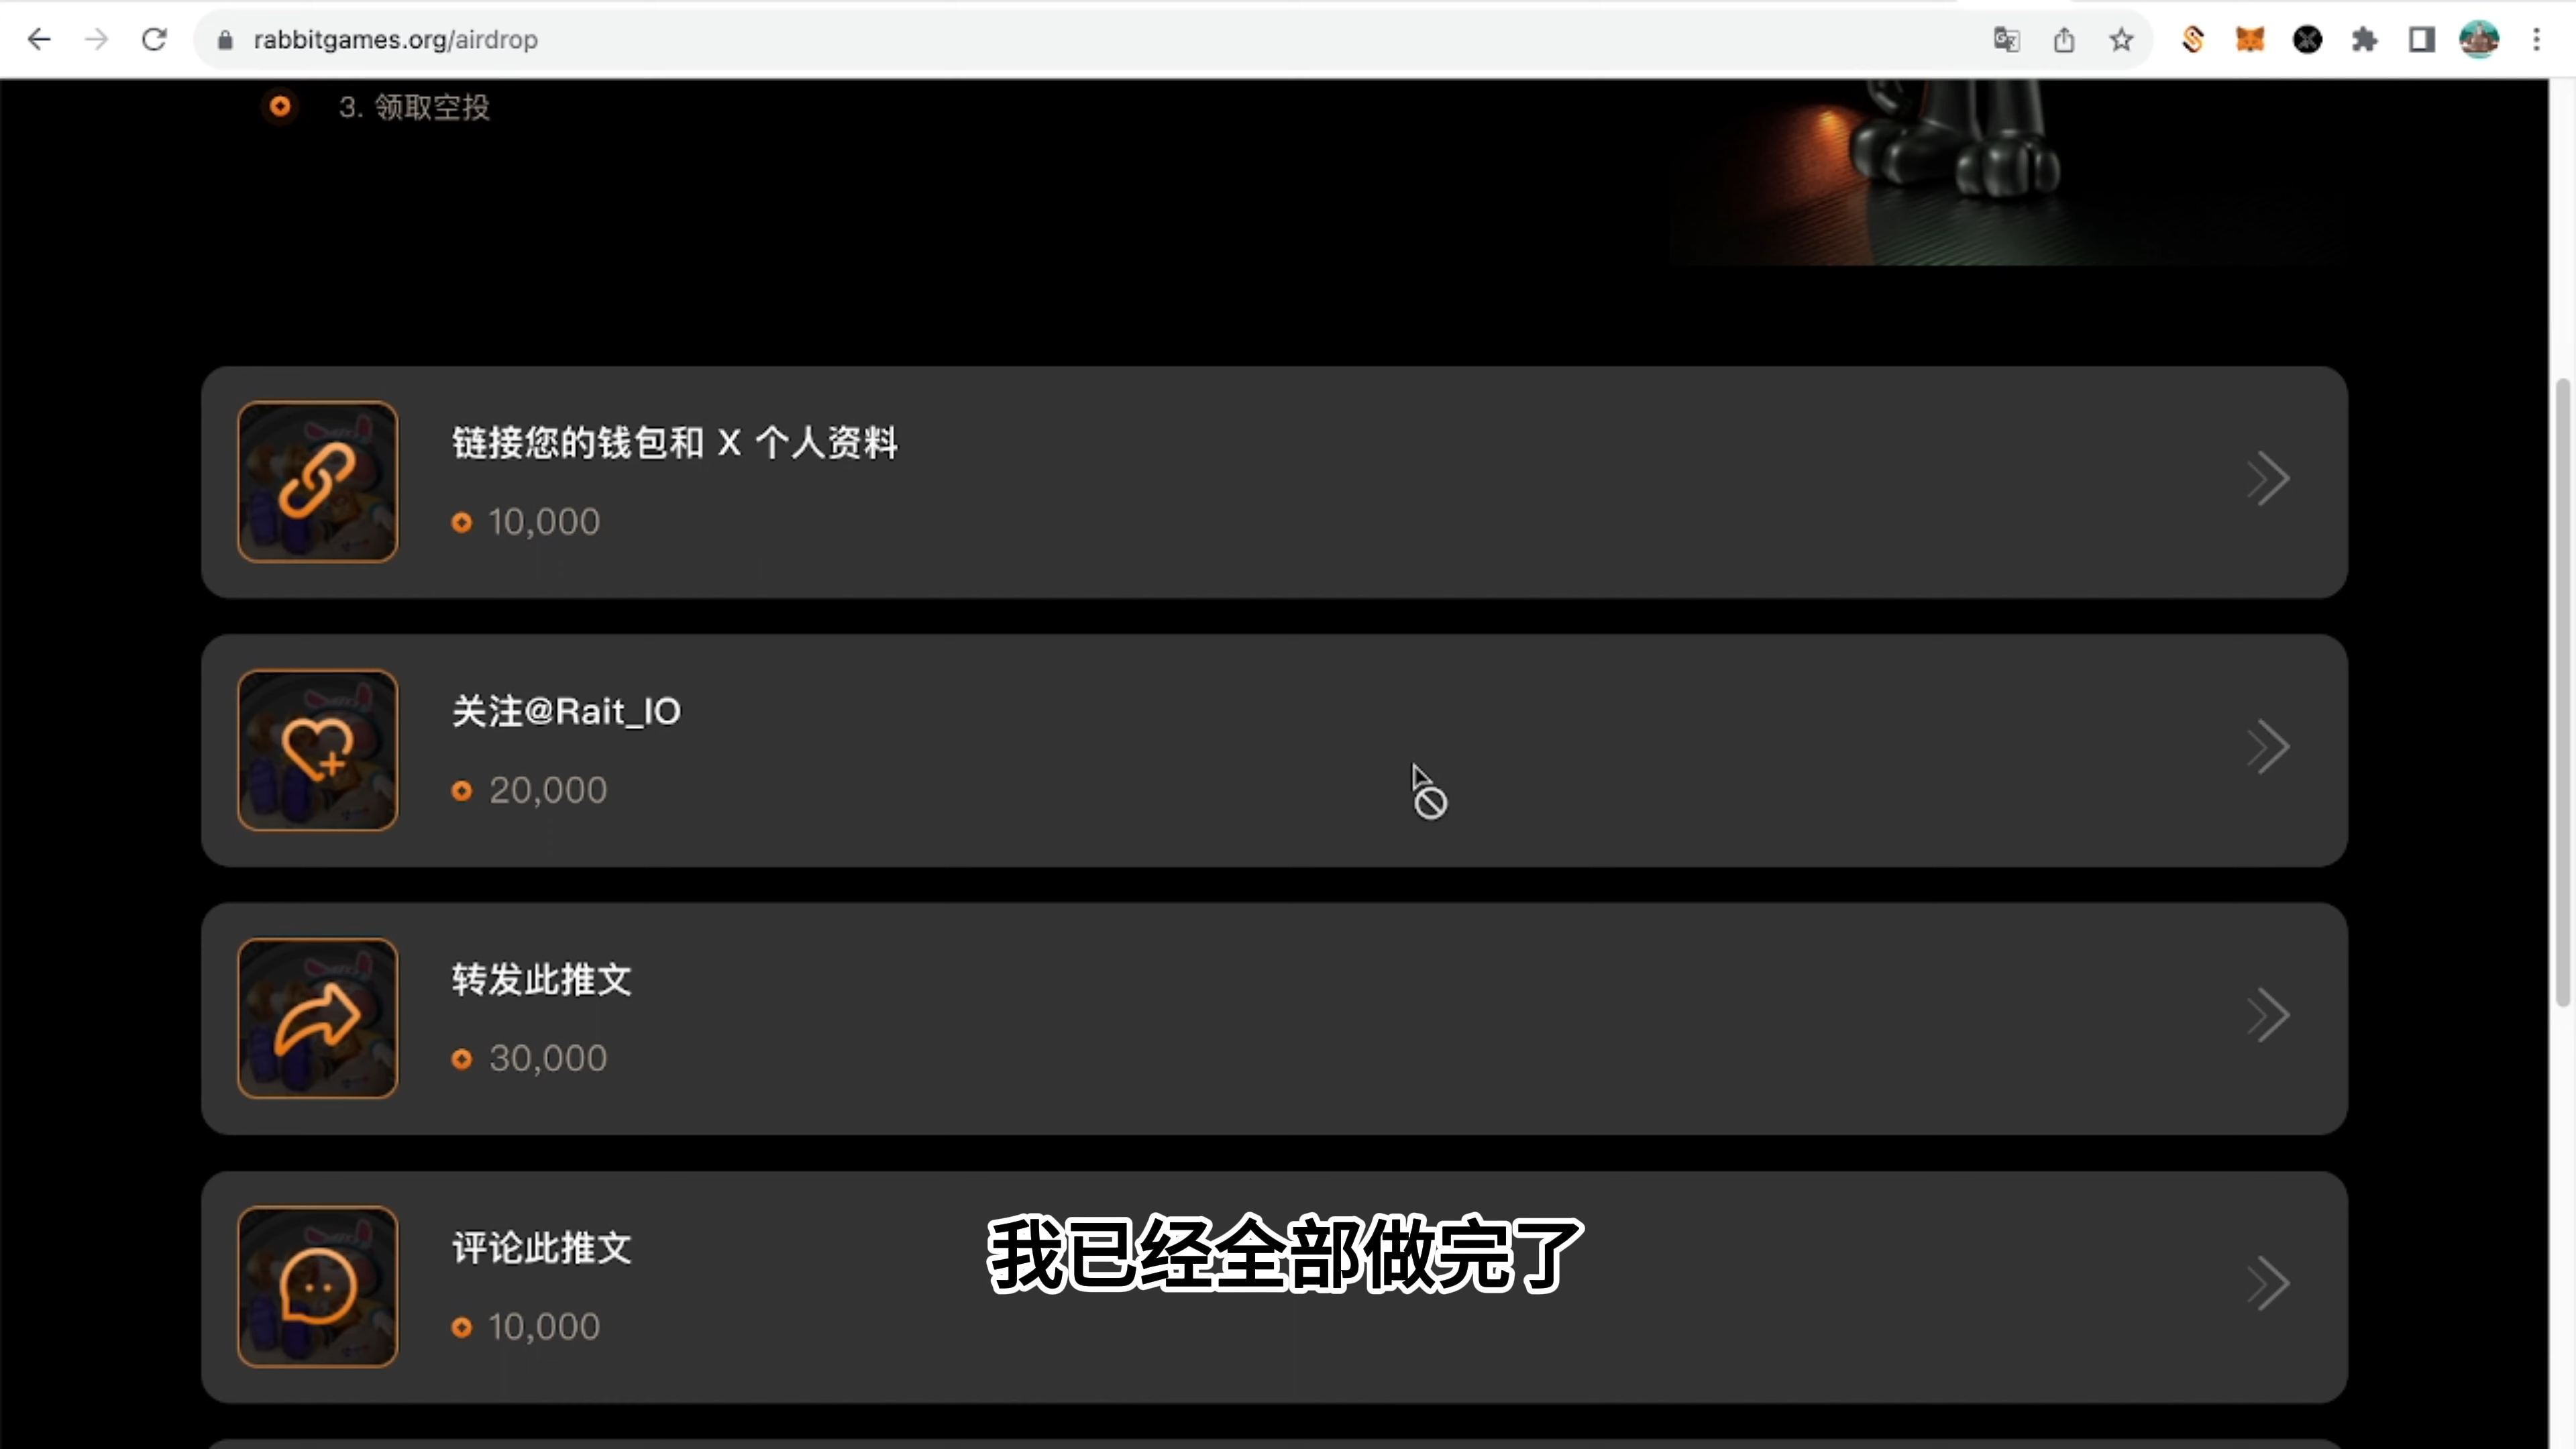 rabbitgames.org/airdrop
3. 领取空投
链接您的钱包和 X 个人资料
10,000
关注@Rait_IO
20,000
转发此推文
30,000
评论此推文
10,000
我已经全部做完了